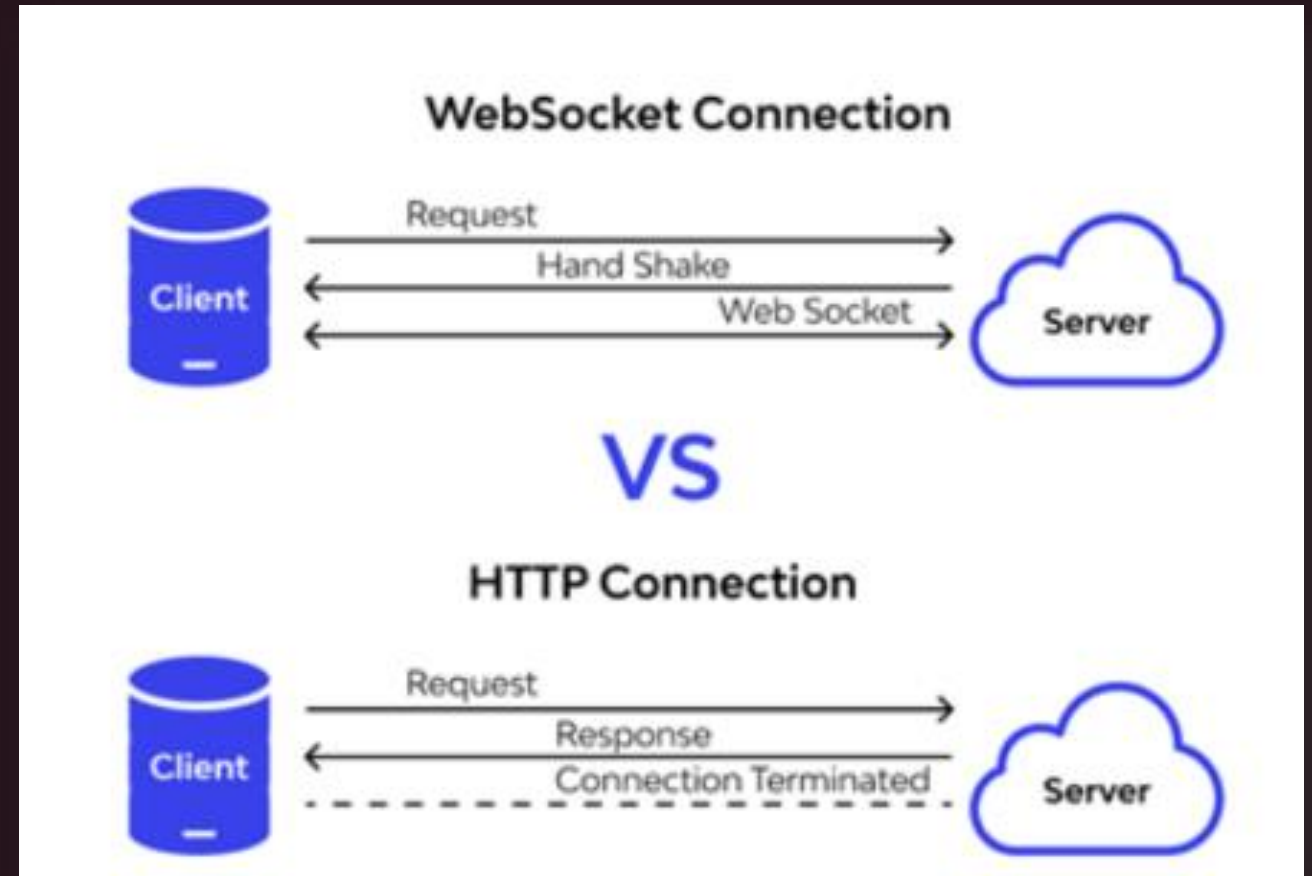 WebSocket Connection
Request
Hand Shake
Client
Web Socket
Server
VS
HTTP Connection
Request
Response
Client
Connection Terminated
Server